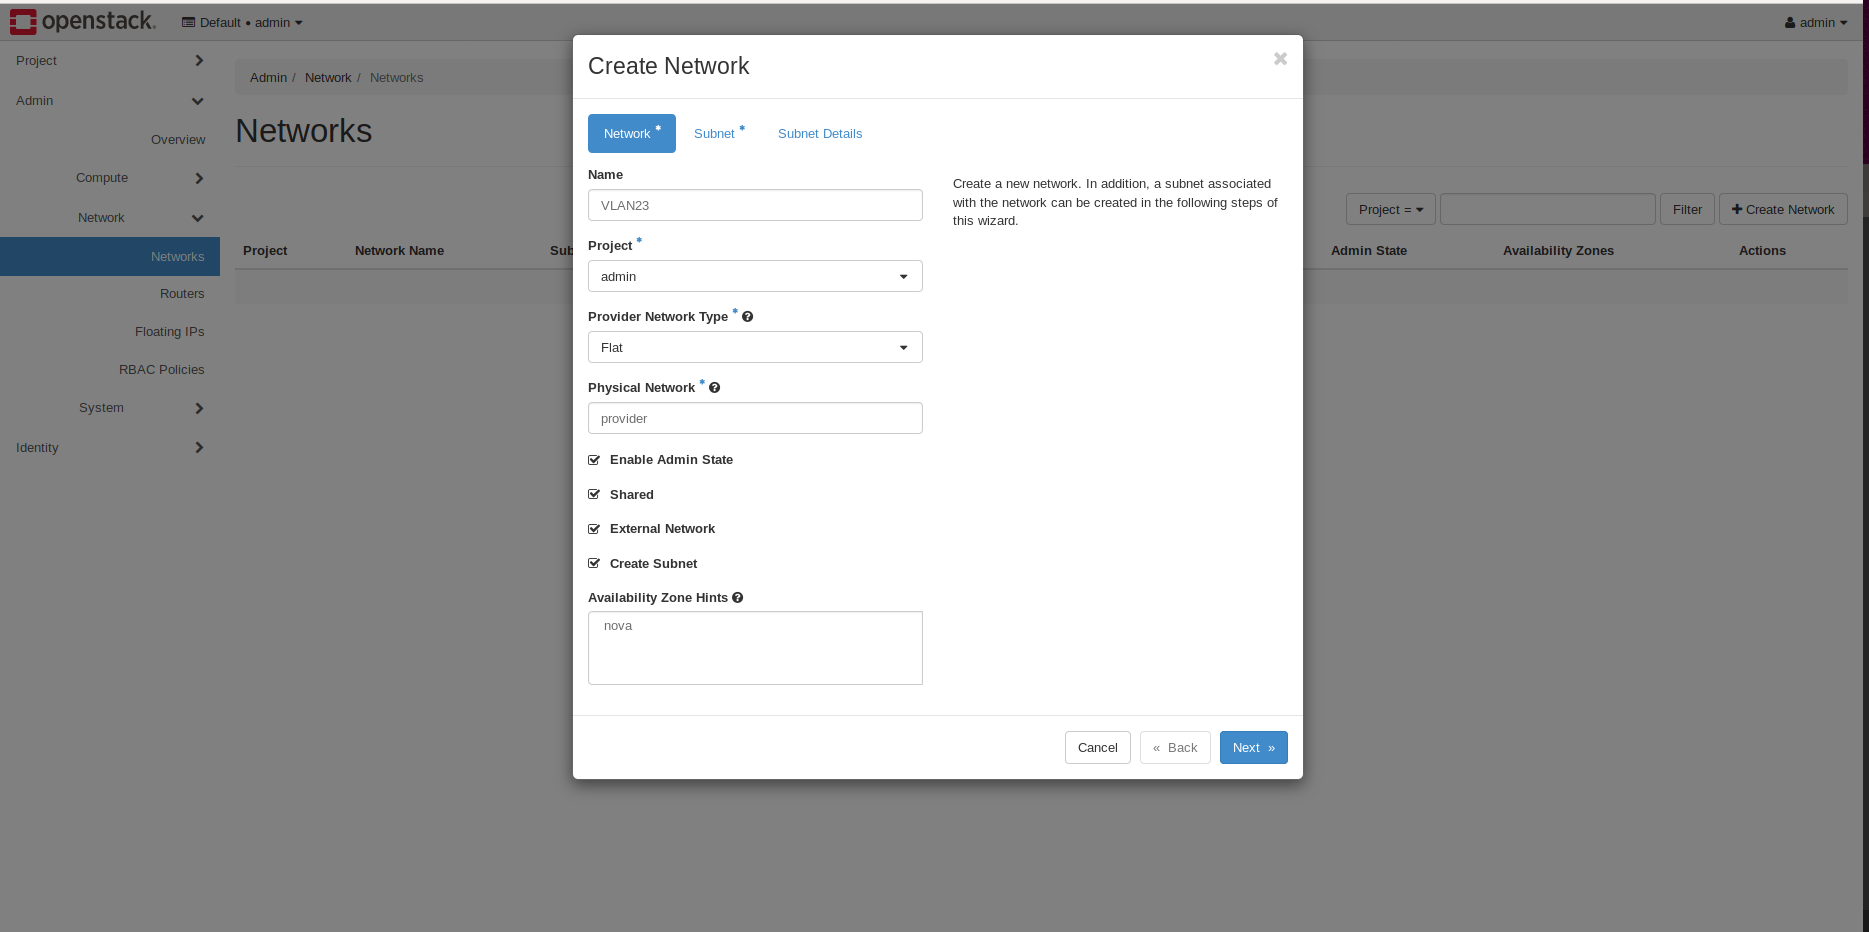 openstack. Default • admin admin
Project
Admin
Overview
Compute
Network
Networks
Routers
Floating IPs
RBAC Policies
System
Identity
Admin / Network / Networks
Networks
Project = Filter Create Network
Project Network Name Sub Admin State Availability Zones Actions
Create Network
Network * Subnet * Subnet Details
Name
VLAN23
Project *
admin
Provider Network Type *
Flat
Physical Network *
provider
Enable Admin State
Shared
External Network
Create Subnet
Availability Zone Hints
nova
Create a new network. In addition, a subnet associated
with the network can be created in the following steps of
this wizard.
Cancel « Back Next »